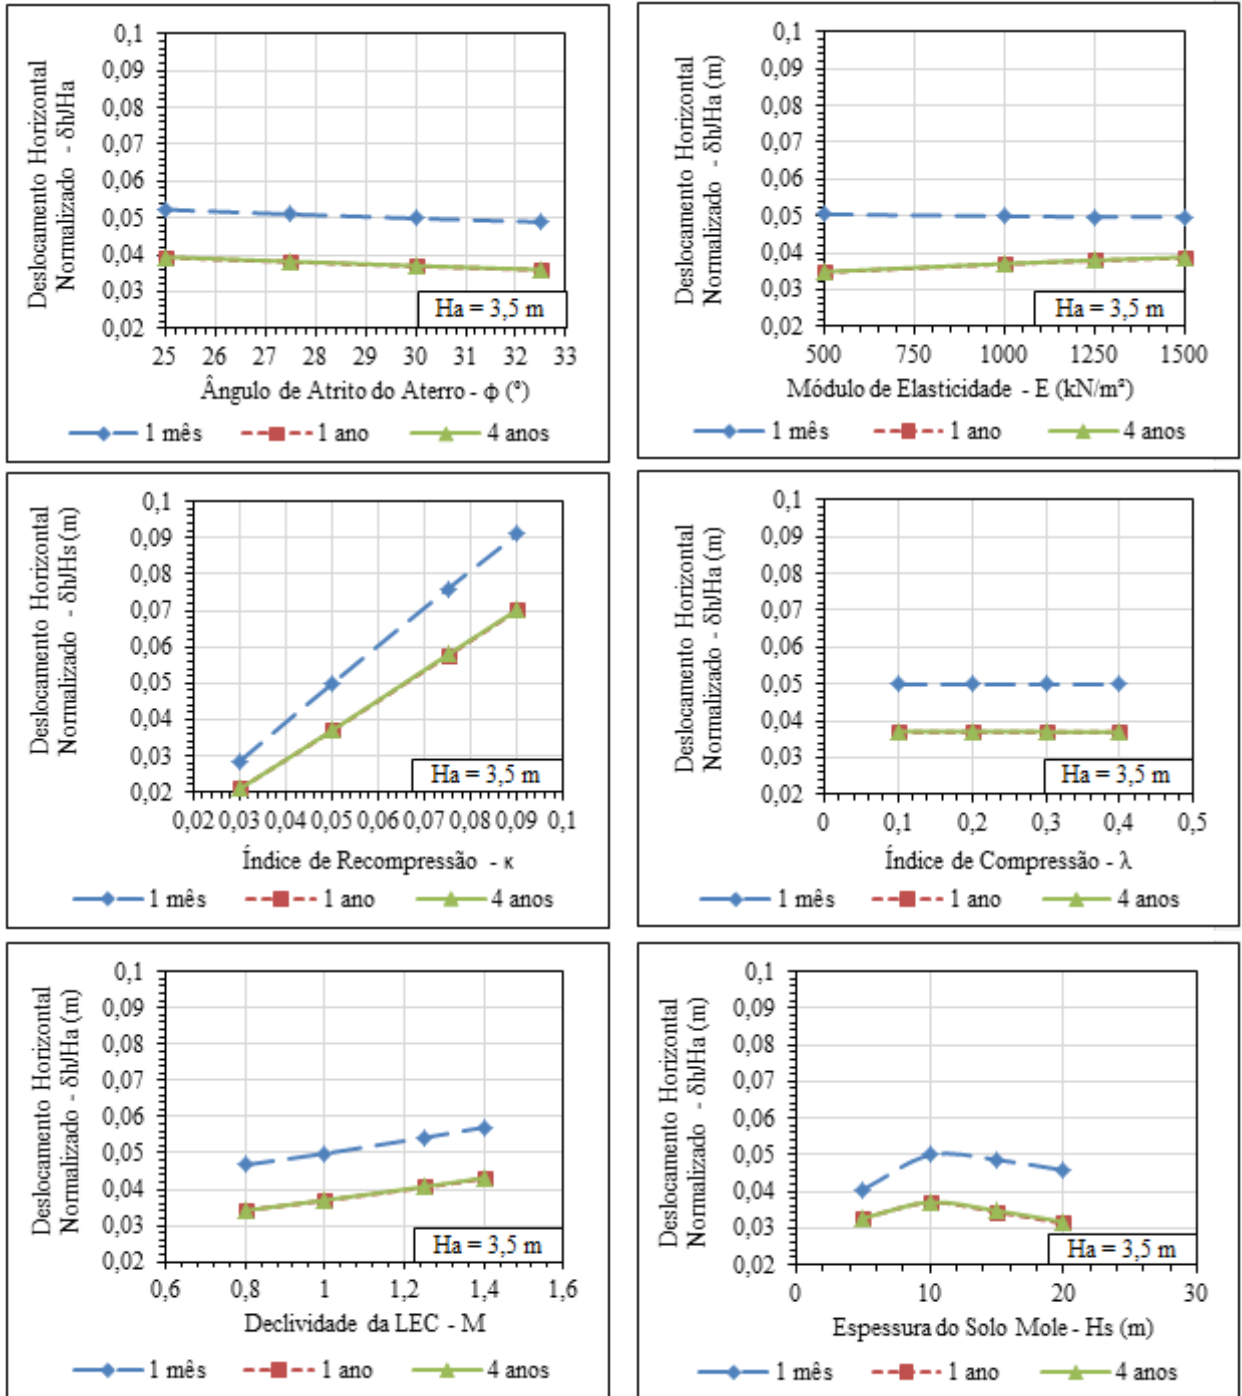 Deslocamento Horizontal
Normalizado - δh/Ha
0,1
0,09
0,08
0,07
0,06
0,05
0,04
0,03
0,02
Ha = 3,5 m
25 26 27 28 29 30 31 32 33
Ângulo de Atrito do Aterro - ϕ (º)
1 mês 1 ano 4 anos
Deslocamento Horizontal
Normalizado - δh/Ha (m)
0,1
0,09
0,08
0,07
0,06
0,05
0,04
0,03
0,02
Ha = 3,5 m
500 750 1000 1250 1500
Módulo de Elasticidade - E (kN/m²)
1 mês 1 ano 4 anos
Deslocamento Horizontal
Normalizado - δh/Hs (m)
0,1
0,09
0,08
0,07
0,06
0,05
0,04
0,03
0,02
Ha = 3,5 m
0,02 0,03 0,04 0,05 0,06 0,07 0,08 0,09 0,1
Índice de Recompressão - κ
1 mês 1 ano 4 anos
Deslocamento Horizontal
Normalizado - δh/Ha (m)
0,1
0,09
0,08
0,07
0,06
0,05
0,04
0,03
0,02
Ha = 3,5 m
0 0,1 0,2 0,3 0,4 0,5
Índice de Compressão - λ
1 mês 1 ano 4 anos
Deslocamento Horizontal
Normalizado - δh/Ha (m)
0,1
0,09
0,08
0,07
0,06
0,05
0,04
0,03
0,02
Ha = 3,5 m
0,6 0,8 1 1,2 1,4 1,6
Declividade da LEC - M
1 mês 1 ano 4 anos
Deslocamento Horizontal
Normalizado - δh/Ha (m)
0,1
0,09
0,08
0,07
0,06
0,05
0,04
0,03
0,02
Ha = 3,5 m
0 10 20 30
Espessura do Solo Mole - Hs (m)
1 mês 1 ano 4 anos